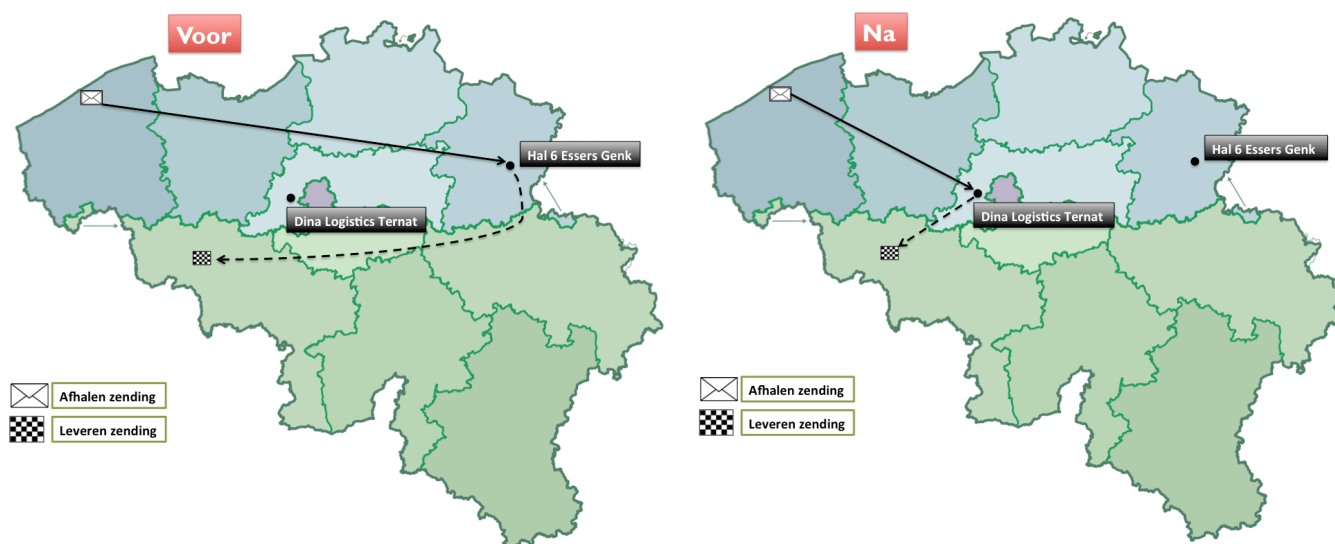 Voor
Hal 6 Essers Genk
Dina Logistics Ternat
Afhalen zending
Leveren zending
Na
Hal 6 Essers Genk
Dina Logistics Ternat
Afhalen zending
Leveren zending